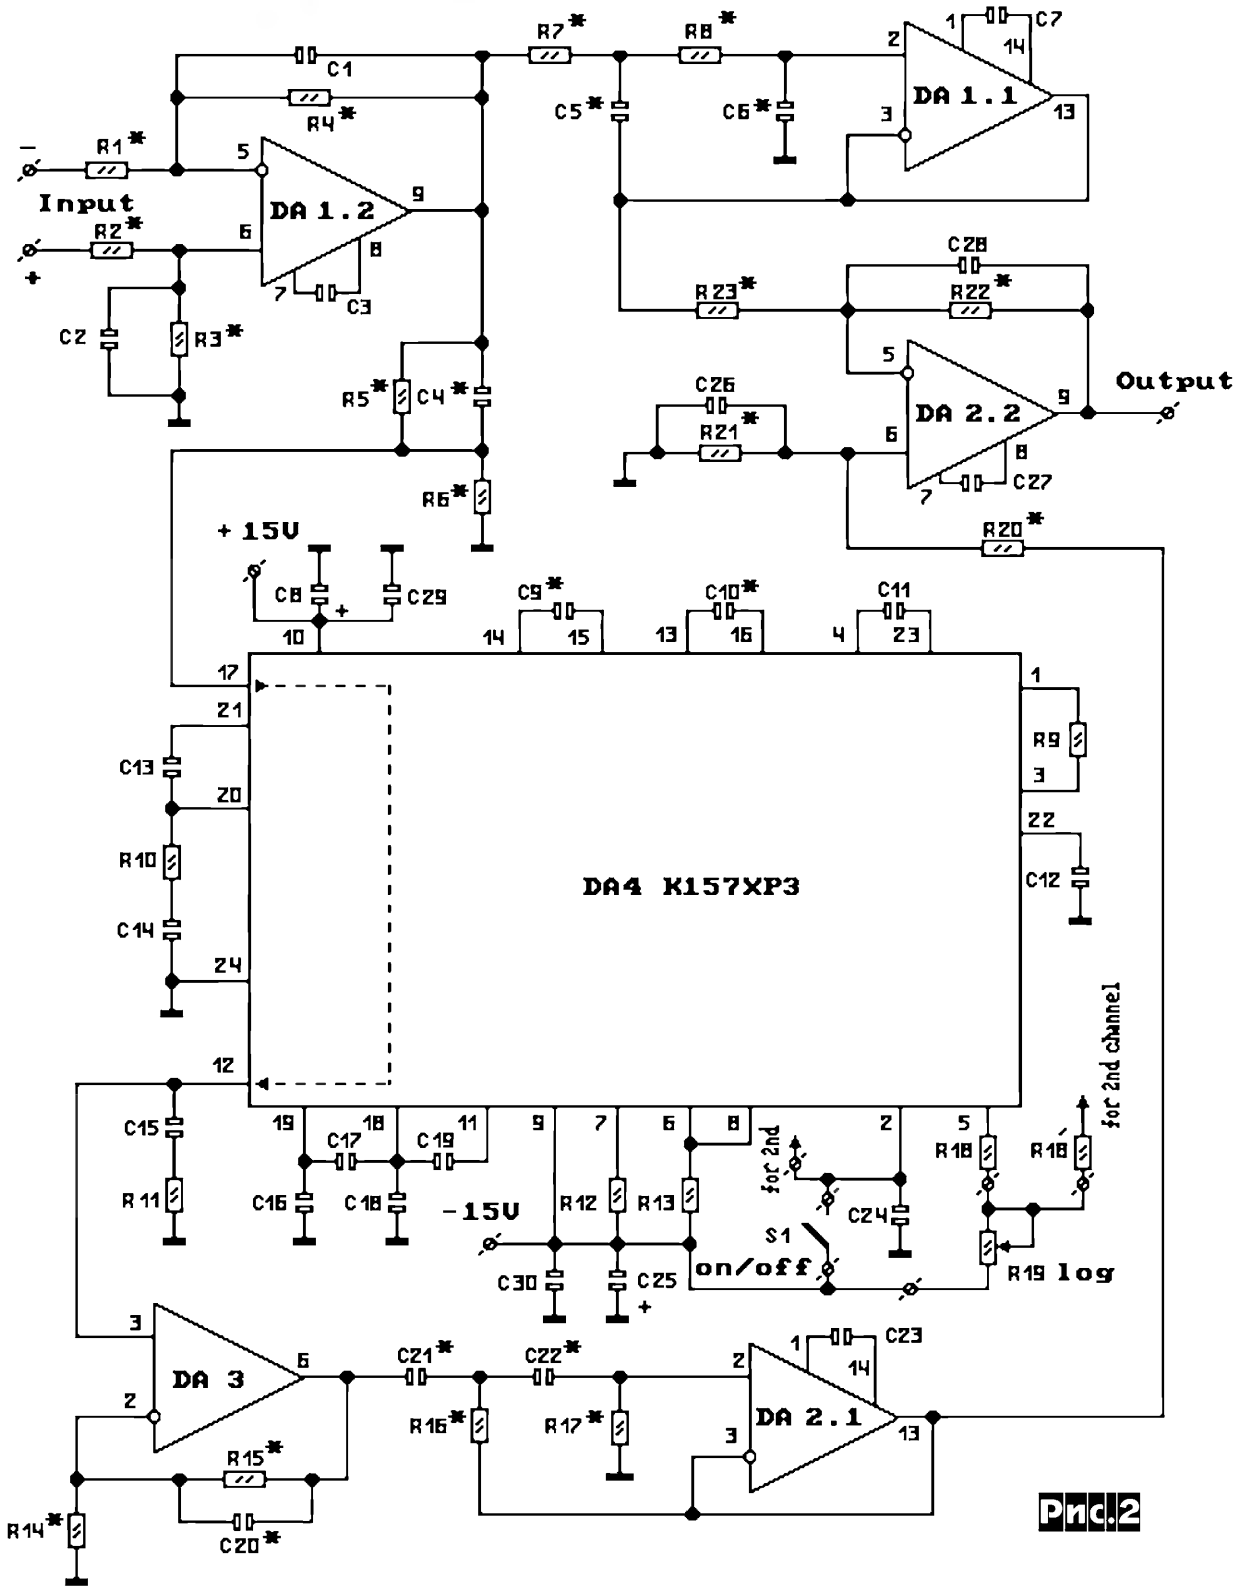 R7* R8* 1 C7
C1 2 14
R4* C5* C6* DA 1.1 13
3
− R1* 5
Input DA 1.2 9
R2* 6 8
+ 7 C3
C28
R23* R22*
C2 R3*
5
C26 Output
R5* C4* DA 2.2 9
R21* 6 8
7 C27
R6*
R20*
+15V
C8 + C29
C9* C10* C11
10 14 15 13 16 4 23
17 1
21
R9
C13 3
20
22
R10
DA4 К157ХР3 C12
C14
24
for 2nd channel
12
19 18 11 9 7 6 8 2 5
C15 C17 C19 for 2nd R18 R18'
R11 C16 C18 R12 R13 C24
-15V S1
on/off R19 log
C30 C25
+
3 1 C23
DA 3 6 C21* C22* 2 14
2 R16* R17* DA 2.1 13
3
R15*
R14* C20*
Рис.2